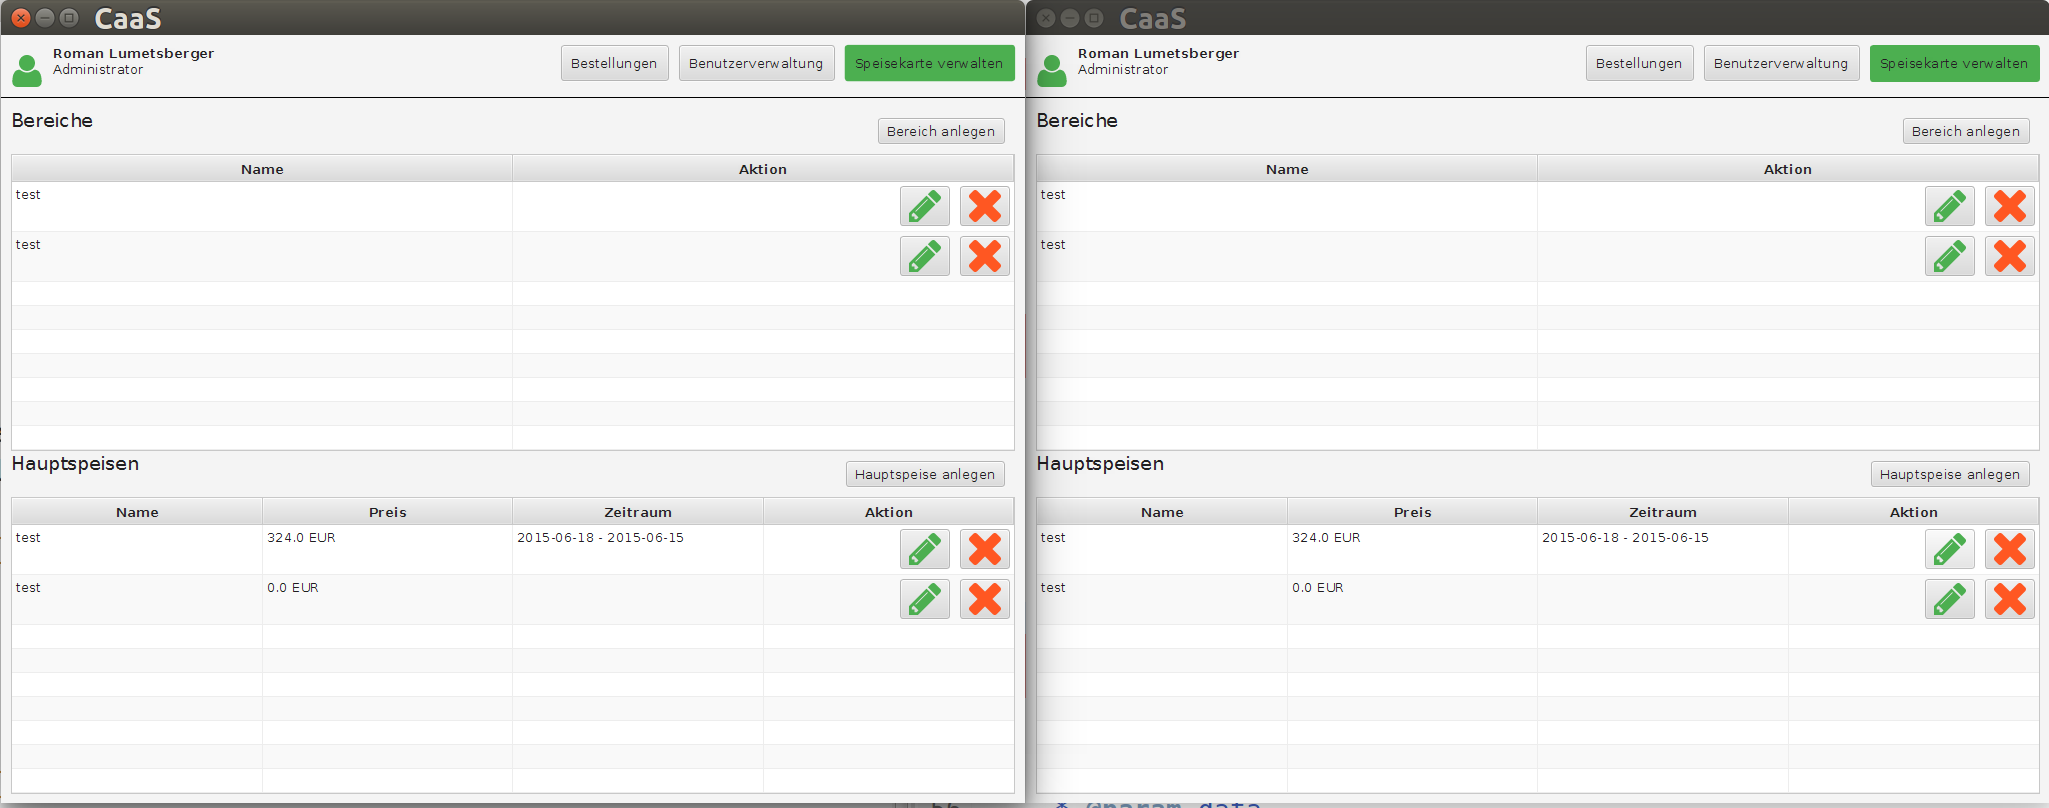 CaaS
Roman Lumetsberger
Administrator
Bestellungen
Benutzerverwaltung
Speisekarte verwalten
Bereiche
Bereich anlegen
Name Aktion
test
test
Hauptspeisen
Hauptspeise anlegen
Name Preis Zeitraum Aktion
test 324.0 EUR 2015-06-18 - 2015-06-15
test 0.0 EUR
CaaS
Roman Lumetsberger
Administrator
Bestellungen
Benutzerverwaltung
Speisekarte verwalten
Bereiche
Bereich anlegen
Name Aktion
test
test
Hauptspeisen
Hauptspeise anlegen
Name Preis Zeitraum Aktion
test 324.0 EUR 2015-06-18 - 2015-06-15
test 0.0 EUR
* @param data